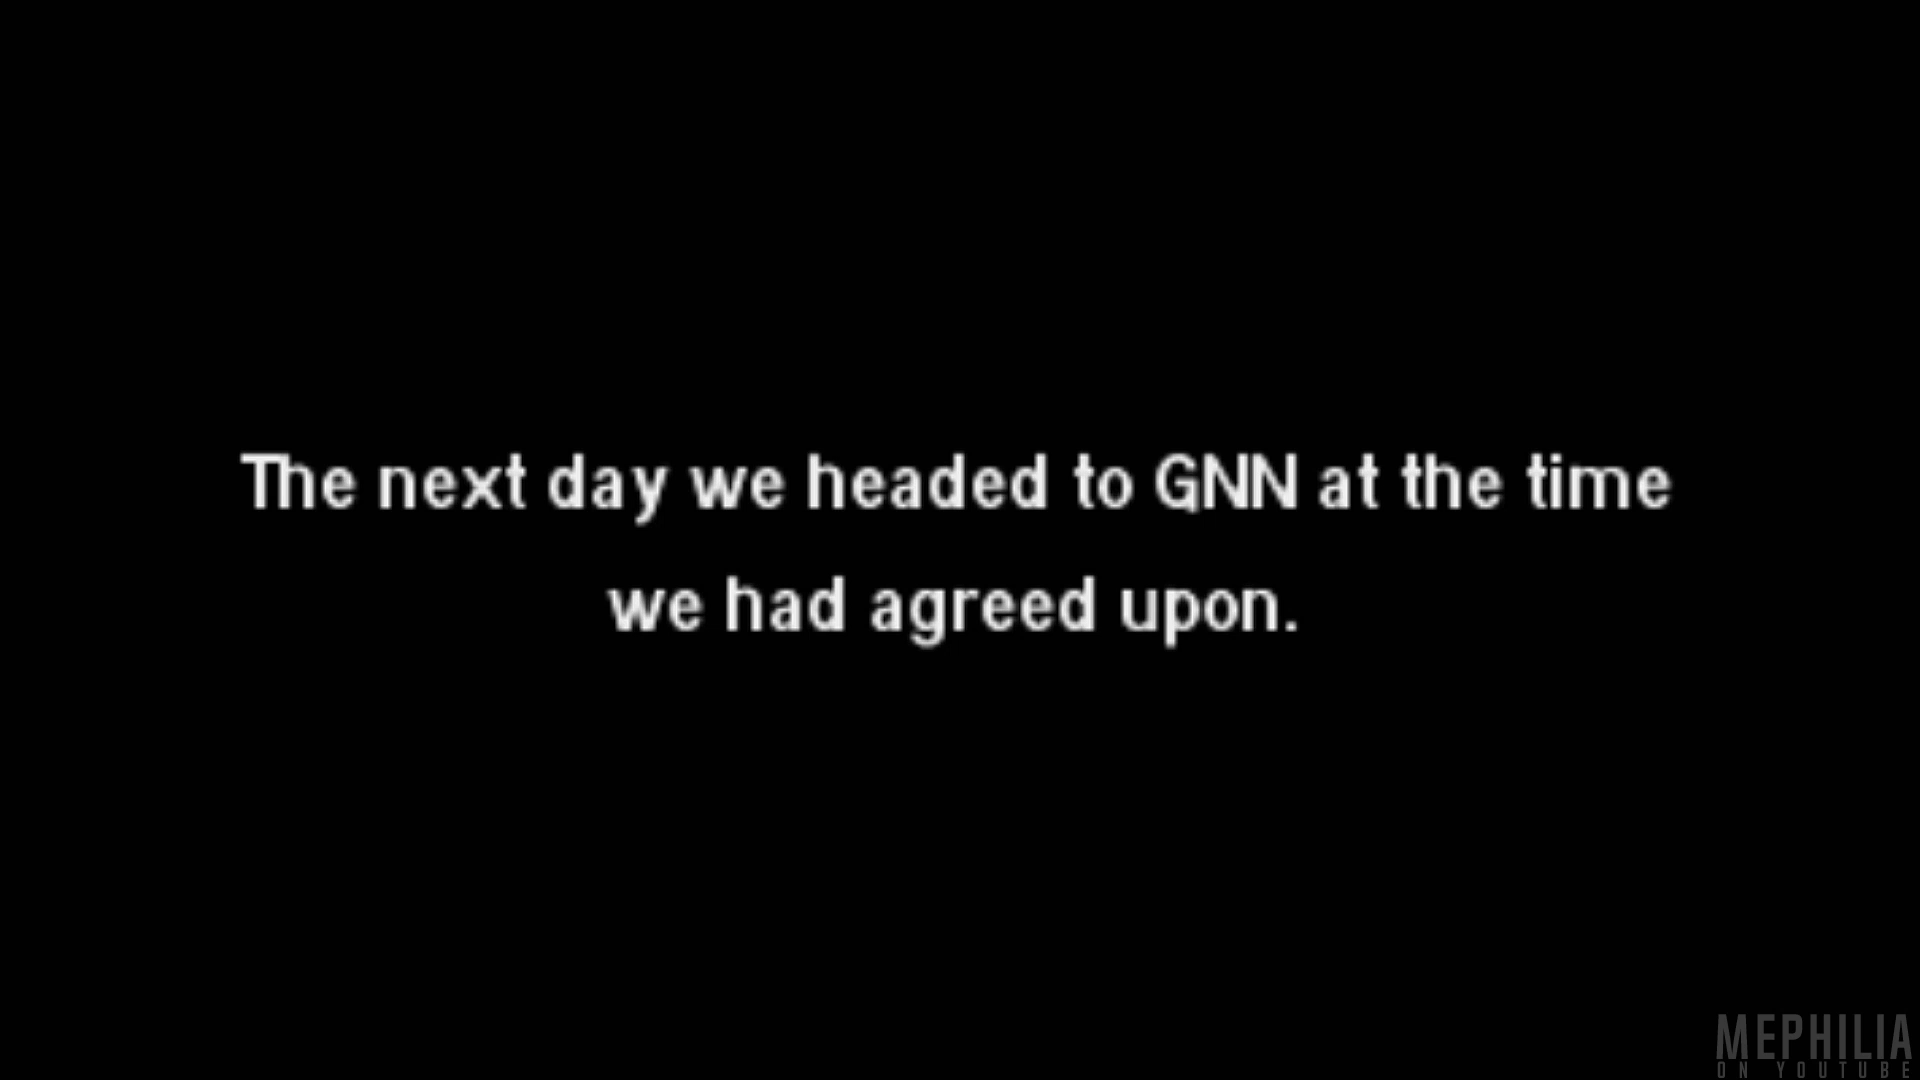 The next day we headed to GNN at the time
we had agreed upon.
MEPHILIA
ON YOUTUBE